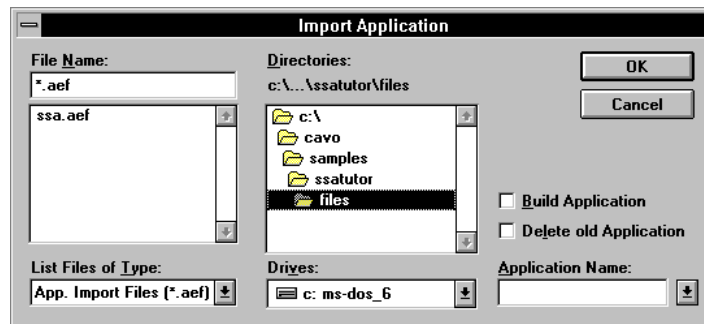 Import Application
File Name:
*.aef
ssa.aef
List Files of Type:
App. Import Files (*.aef)
Directories:
c:\...\ssatutor\files
c:\
cavo
samples
ssatutor
files
Drives:
c: ms-dos_6
OK
Cancel
Build Application
Delete old Application
Application Name: